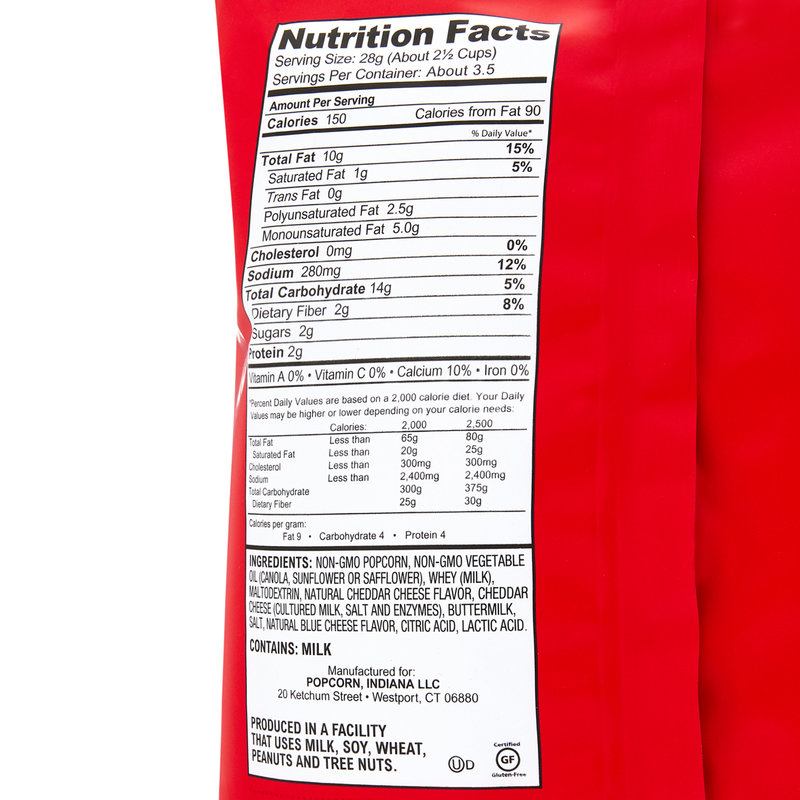 Nutrition Facts
Serving Size: 28g (About 2½ Cups)
Servings Per Container: About 3.5
Amount Per Serving
Calories 150 Calories from Fat 90
% Daily Value*
Total Fat 10g 15%
Saturated Fat 1g 5%
Trans Fat 0g
Polyunsaturated Fat 2.5g
Monounsaturated Fat 5.0g
Cholesterol 0mg 0%
Sodium 280mg 12%
Total Carbohydrate 14g 5%
Dietary Fiber 2g 8%
Sugars 2g
Protein 2g
Vitamin A 0% • Vitamin C 0% • Calcium 10% • Iron 0%
*Percent Daily Values are based on a 2,000 calorie diet. Your Daily
Values may be higher or lower depending on your calorie needs:
Calories: 2,000 2,500
Total Fat Less than 65g 80g
Saturated Fat Less than 20g 25g
Cholesterol Less than 300mg 300mg
Sodium Less than 2,400mg 2,400mg
Total Carbohydrate 300g 375g
Dietary Fiber 25g 30g
Calories per gram:
Fat 9 • Carbohydrate 4 • Protein 4
INGREDIENTS: NON-GMO POPCORN, NON-GMO VEGETABLE
OIL (CANOLA, SUNFLOWER OR SAFFLOWER), WHEY (MILK),
MALTODEXTRIN, NATURAL CHEDDAR CHEESE FLAVOR, CHEDDAR
CHEESE (CULTURED MILK, SALT AND ENZYMES), BUTTERMILK,
SALT, NATURAL BLUE CHEESE FLAVOR, CITRIC ACID, LACTIC ACID.
CONTAINS: MILK
Manufactured for:
POPCORN, INDIANA LLC
20 Ketchum Street • Westport, CT 06880
PRODUCED IN A FACILITY
THAT USES MILK, SOY, WHEAT,
PEANUTS AND TREE NUTS.
U D
Certified
GF
Gluten-Free